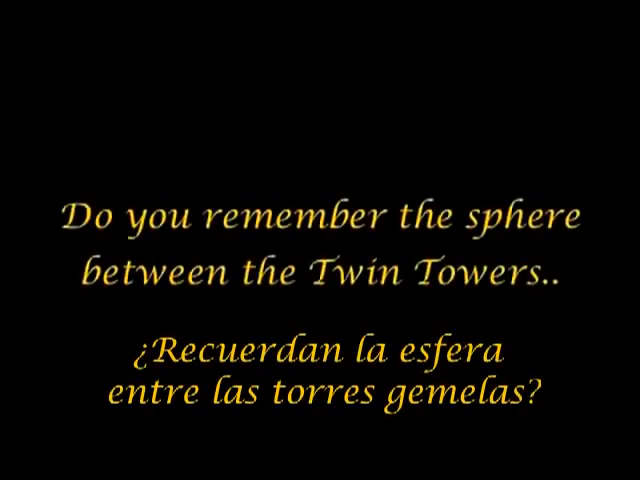 Do you remember the sphere
between the Twin Towers..
¿Recuerdan la esfera
entre las torres gemelas?